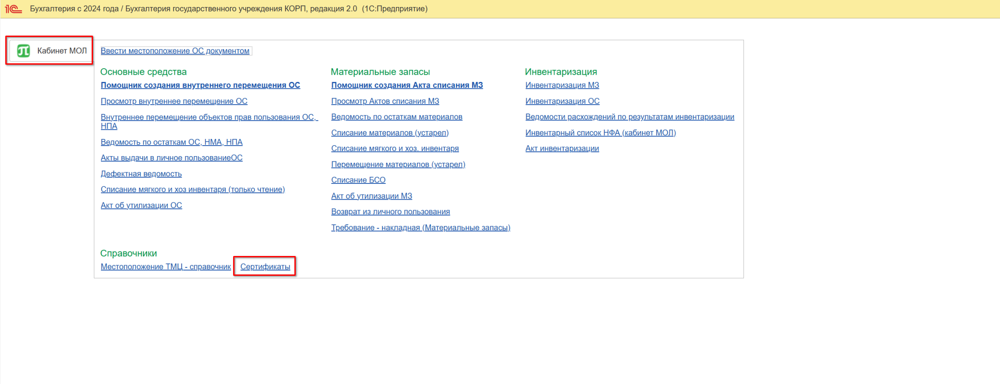 1С Бухгалтерия с 2024 года / Бухгалтерия государственного учреждения КОРП, редакция 2.0 (1С:Предприятие)
Кабинет МОЛ
Ввести местоположение ОС документом
Основные средства
Помощник создания внутреннего перемещения ОС
Просмотр внутреннее перемещение ОС
Внутреннее перемещение объектов прав пользования ОС,
НПА
Ведомость по остаткам ОС, НМА, НПА
Акты выдачи в личное пользованиеОС
Дефектная ведомость
Списание мягкого и хоз инвентаря (только чтение)
Акт об утилизации ОС
Материальные запасы
Помощник создания Акта списания МЗ
Просмотр Актов списания МЗ
Ведомость по остаткам материалов
Списание материалов (устарел)
Списание мягкого и хоз. инвентаря
Перемещение материалов (устарел)
Списание БСО
Акт об утилизации МЗ
Возврат из личного пользования
Требование - накладная (Материальные запасы)
Инвентаризация
Инвентаризация МЗ
Инвентаризация ОС
Ведомости расхождений по результатам инвентаризации
Инвентарный список НФА (кабинет МОЛ)
Акт инвентаризации
Справочники
Местоположение ТМЦ - справочник
Сертификаты